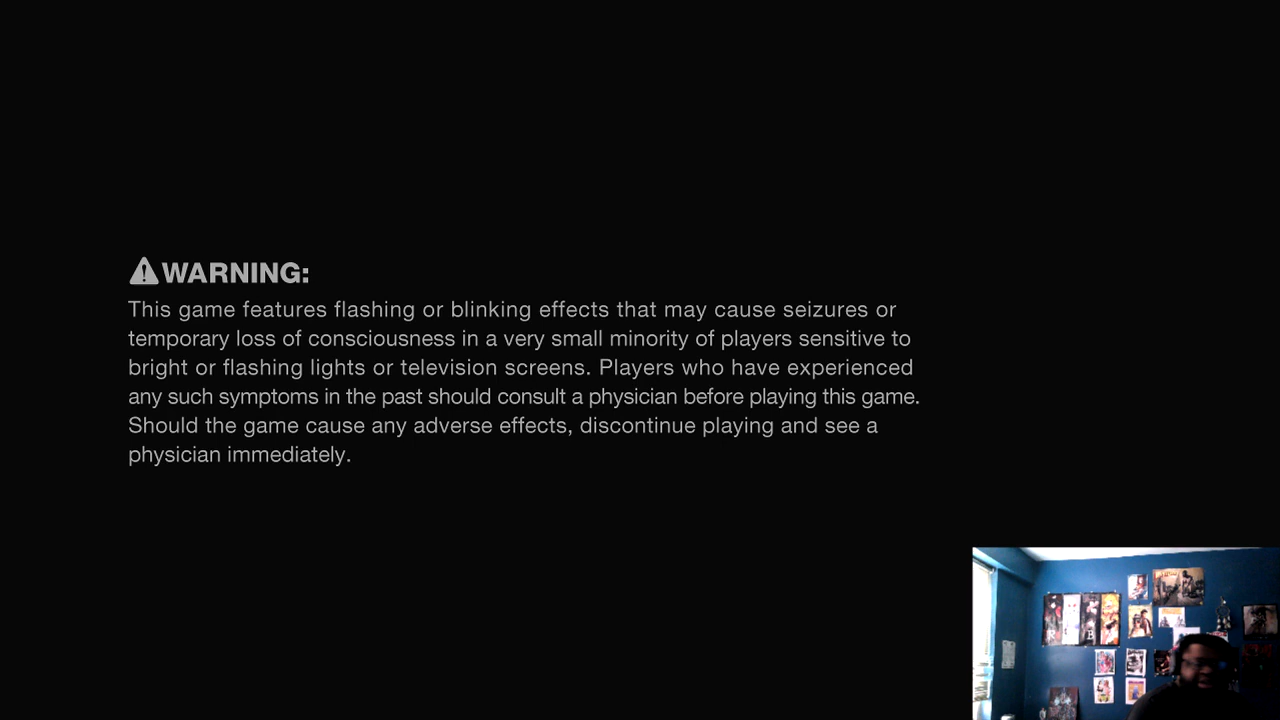 WARNING:
This game features flashing or blinking effects that may cause seizures or
temporary loss of consciousness in a very small minority of players sensitive to
bright or flashing lights or television screens. Players who have experienced
any such symptoms in the past should consult a physician before playing this game.
Should the game cause any adverse effects, discontinue playing and see a
physician immediately.